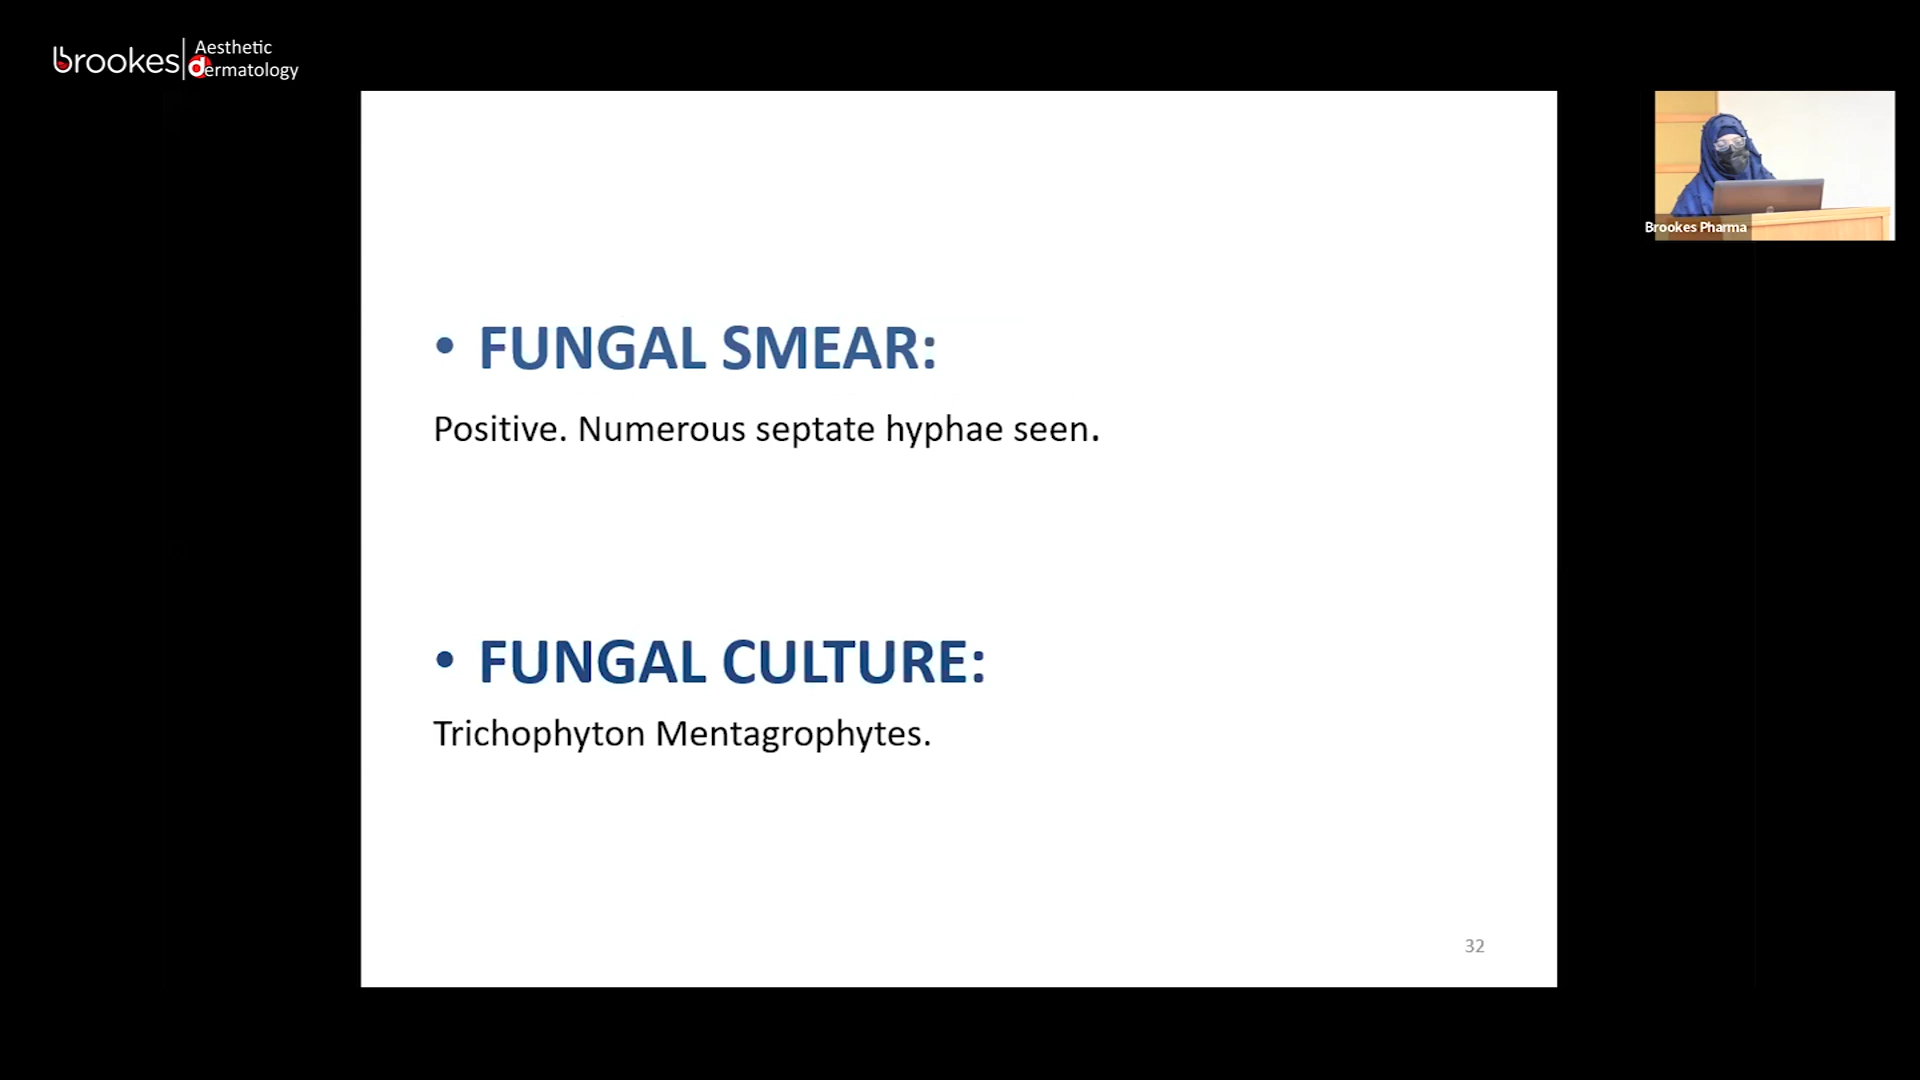 brookes
Aesthetic
dermatology
• FUNGAL SMEAR:
Positive. Numerous septate hyphae seen.
• FUNGAL CULTURE:
Trichophyton Mentagrophytes.
32
Brookes Pharma